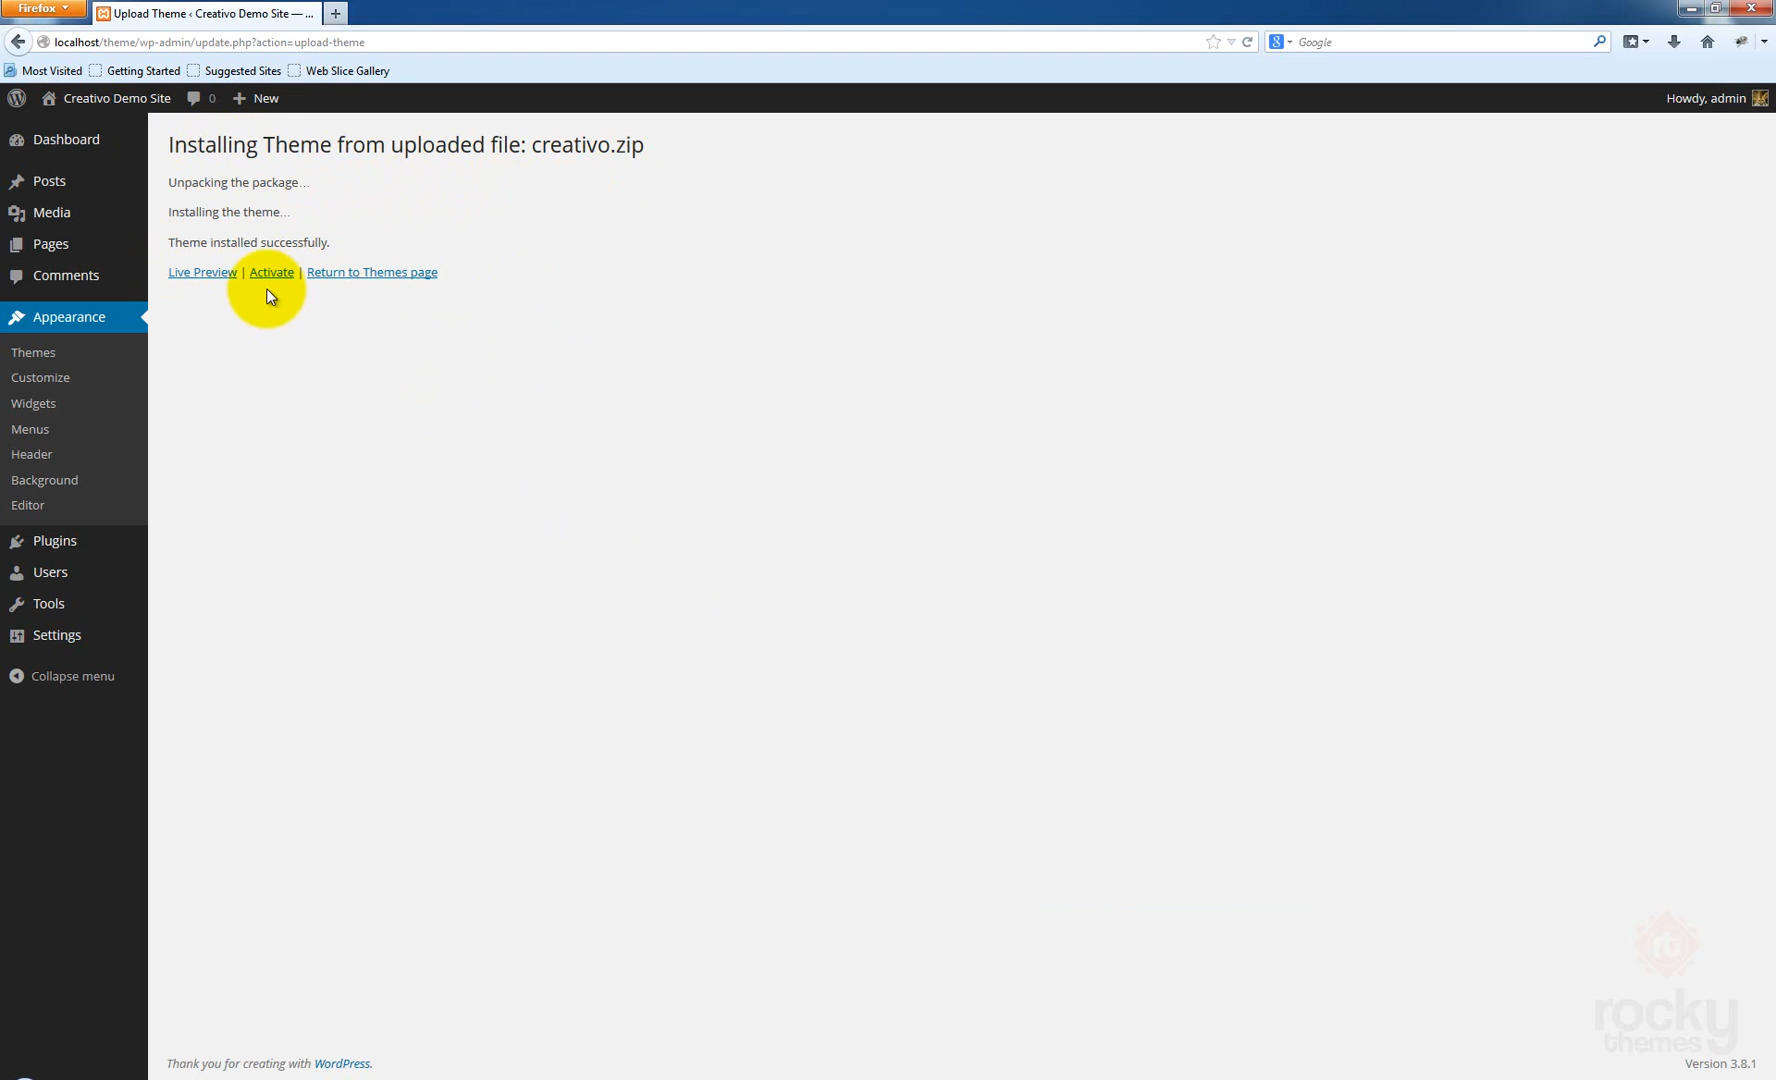 Firefox
Upload Theme ‹ Creativo Demo Site — ...
localhost/theme/wp-admin/update.php?action=upload-theme
Google
Most Visited Getting Started Suggested Sites Web Slice Gallery
Creativo Demo Site 0 New Howdy, admin
Installing Theme from uploaded file: creativo.zip
Unpacking the package…
Installing the theme…
Theme installed successfully.
Live Preview | Activate | Return to Themes page
Dashboard
Posts
Media
Pages
Comments
Appearance
Themes
Customize
Widgets
Menus
Header
Background
Editor
Plugins
Users
Tools
Settings
Collapse menu
rt
rocky
themes
Thank you for creating with WordPress. Version 3.8.1